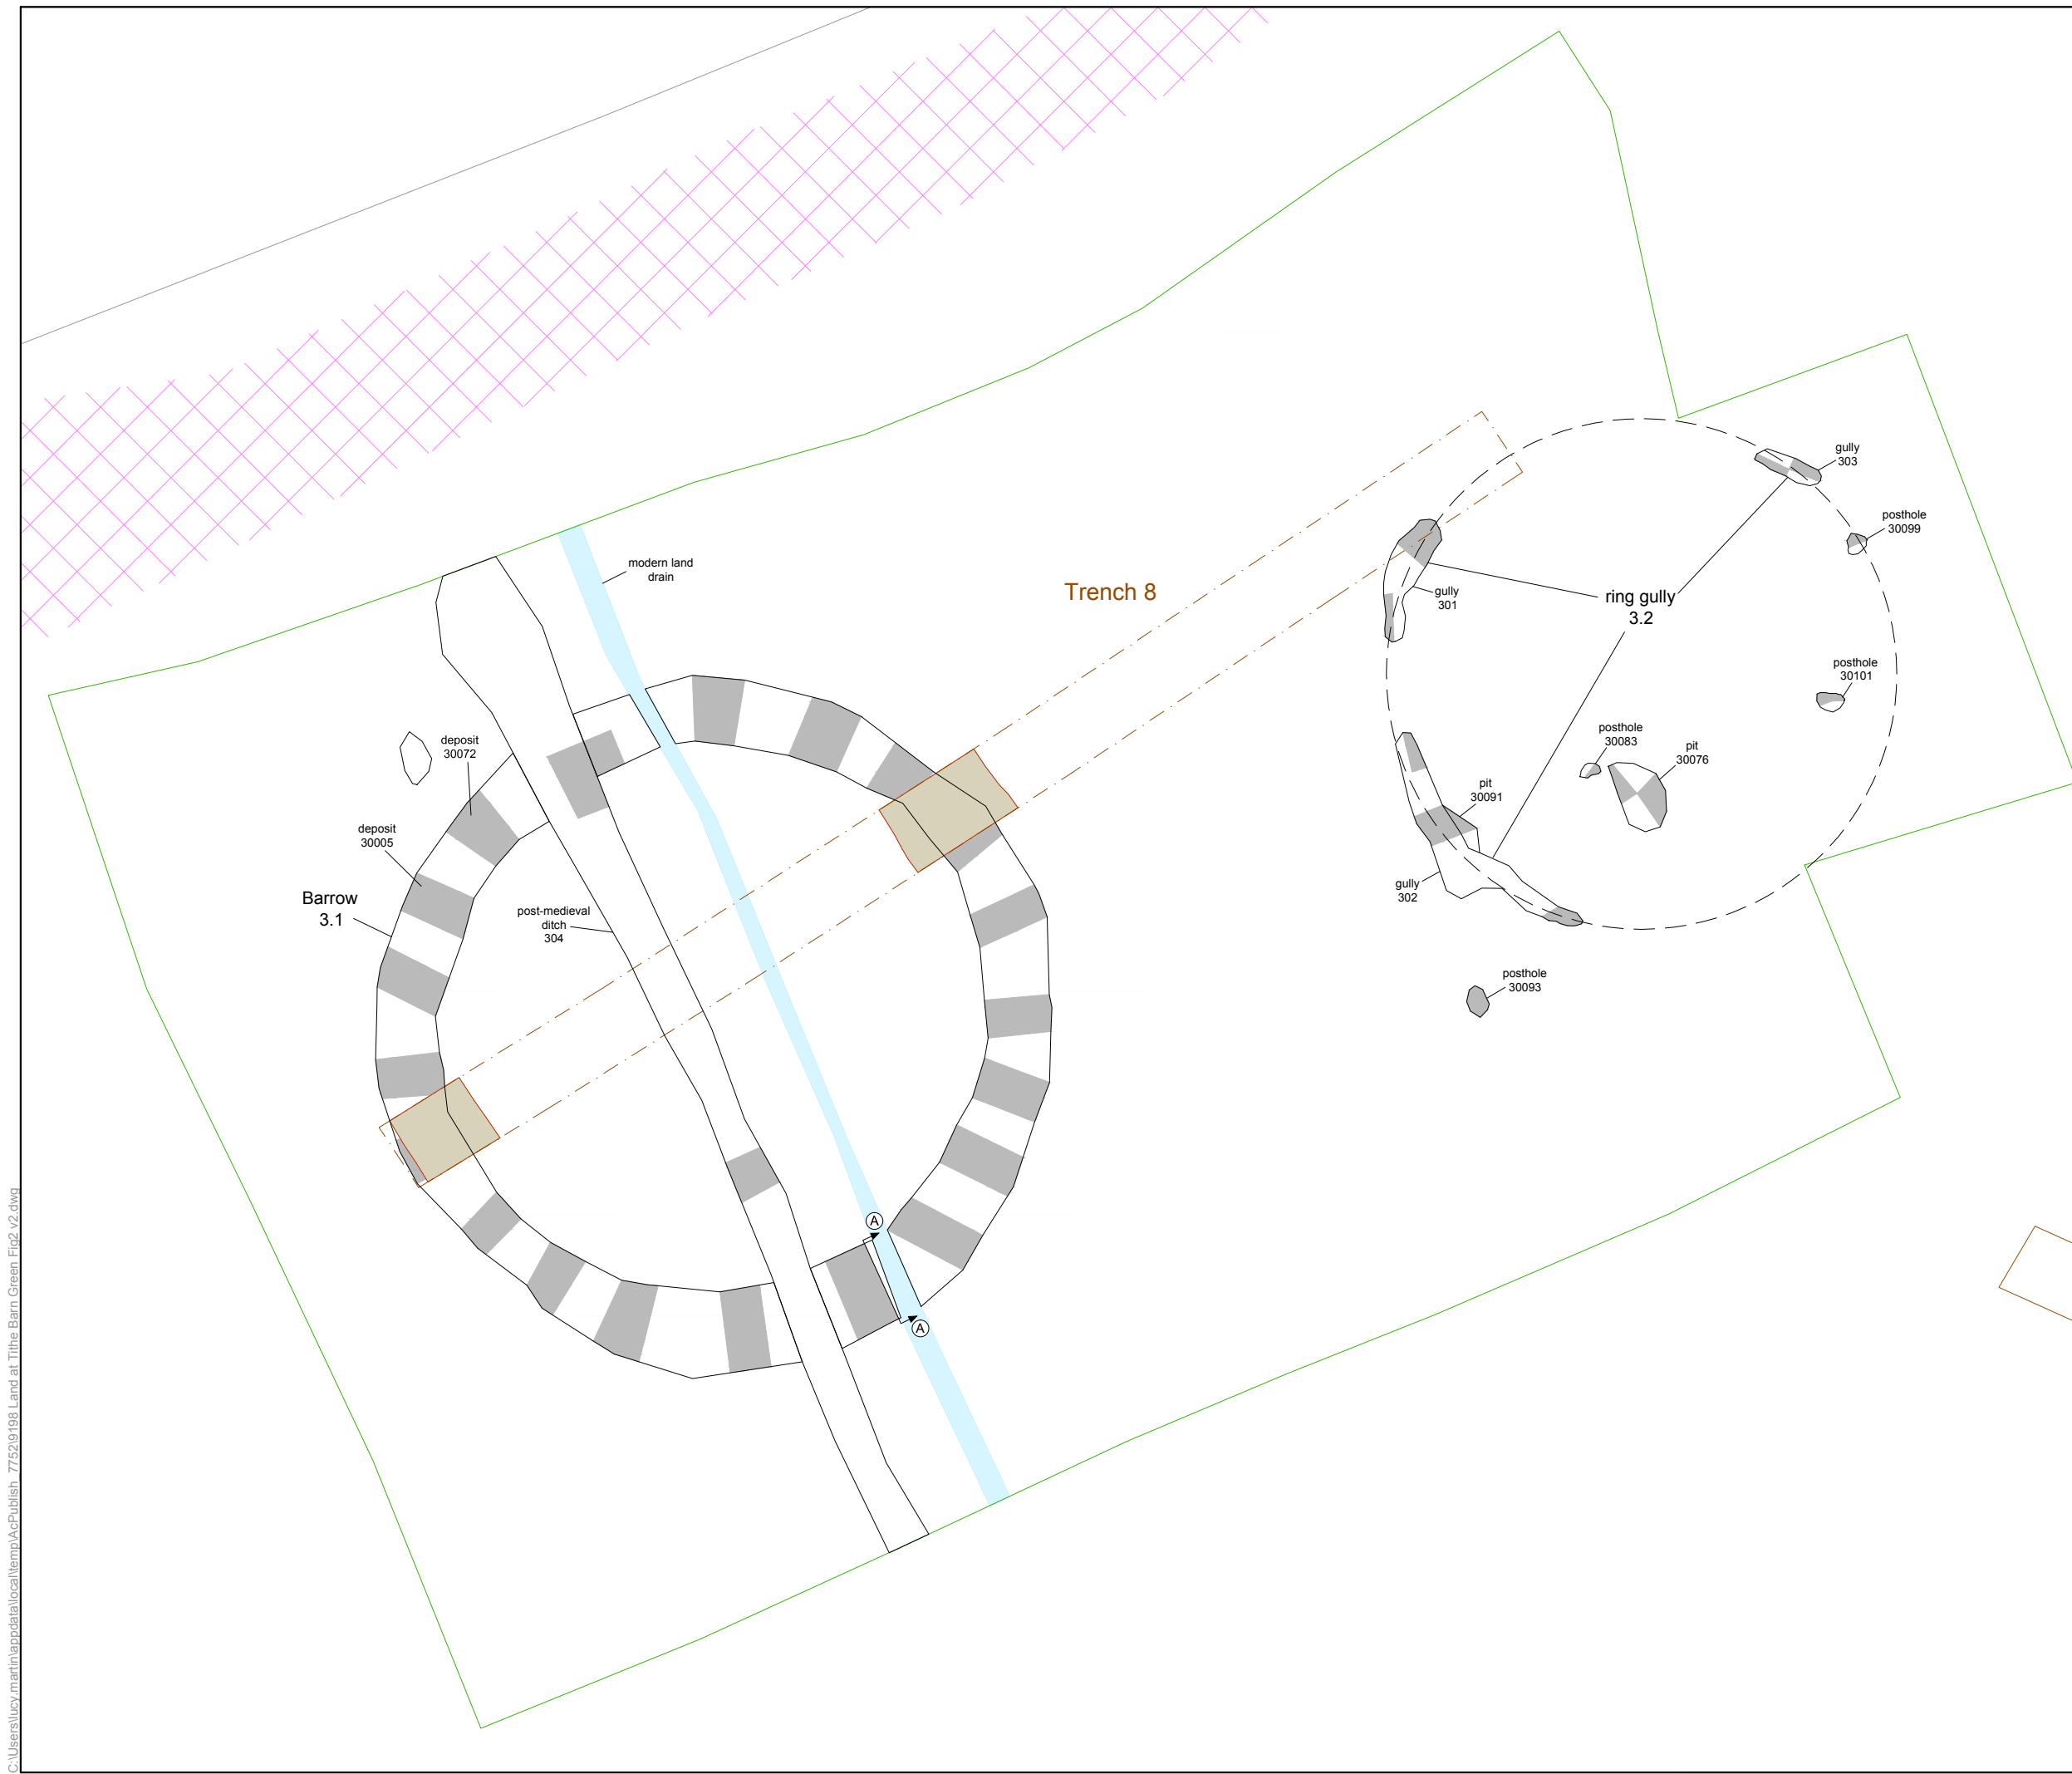 gully
303
posthole
30099
modern land
drain
Trench 8
gully
301
ring gully
3.2
posthole
30101
deposit
30072
posthole
30083
pit
30076
pit
30091
deposit
30005
Barrow
3.1
post-medieval
ditch
304
gully
302
posthole
30093
A
A
C:\Users\lucy.martin\appdata\local\temp\AcPublish_7752\9198 Land at Tithe Barn Green Fig2 v2.dwg